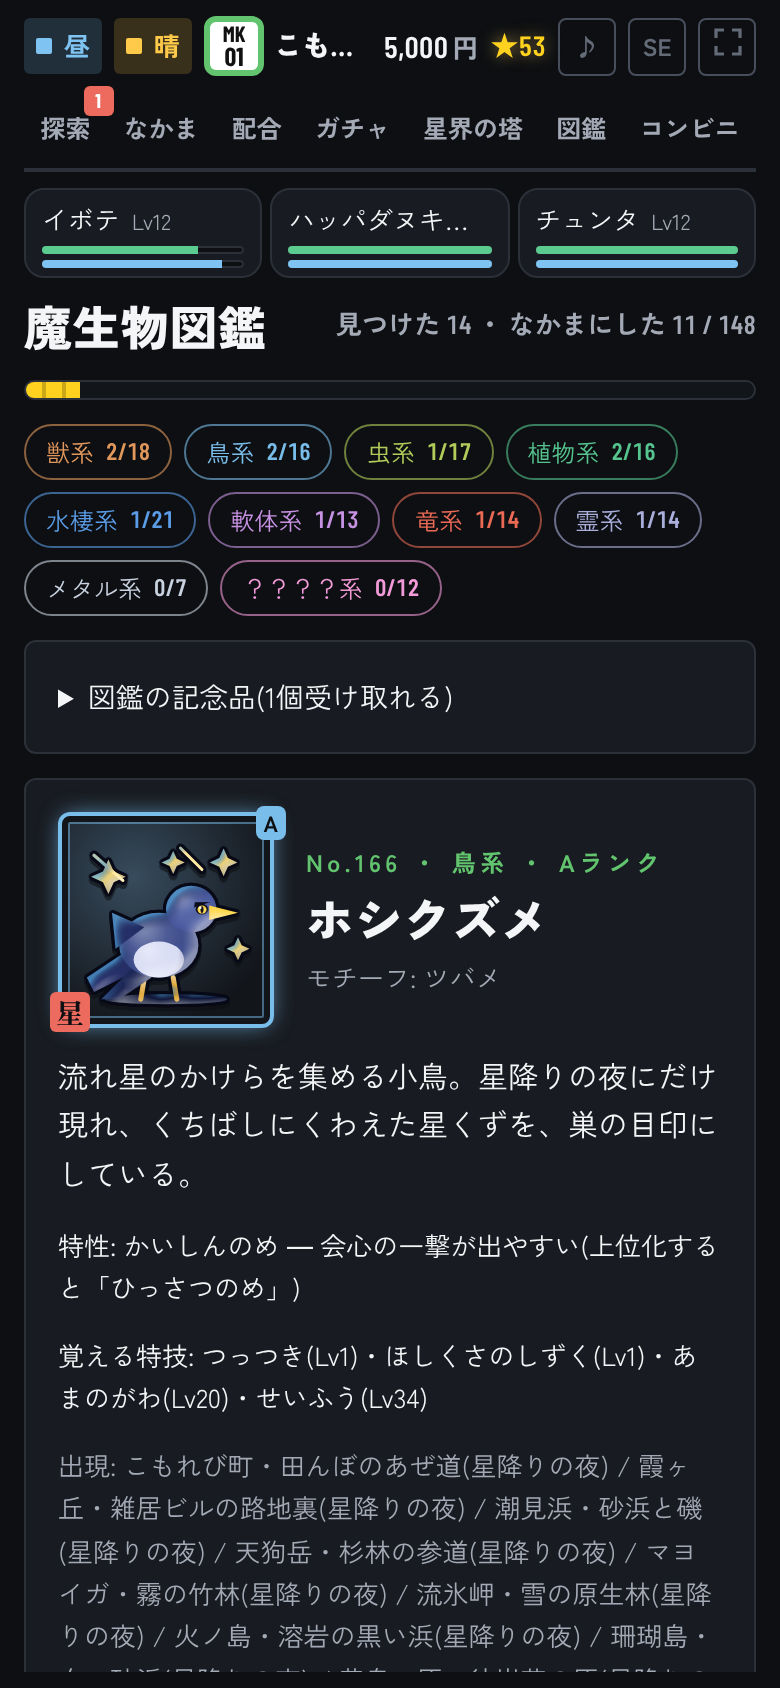 昼 晴 MK 01 こも… 5,000 円 ★53 ♪ SE
1
探索 なかま 配合 ガチャ 星界の塔 図鑑 コンビニ
イボテ Lv12 ハッパダヌキ… チュンタ Lv12
魔生物図鑑 見つけた 14 ・ なかまにした 11 / 148
獣系 2/18 鳥系 2/16 虫系 1/17 植物系 2/16
水棲系 1/21 軟体系 1/13 竜系 1/14 霊系 1/14
メタル系 0/7 ？？？？系 0/12
▶ 図鑑の記念品(1個受け取れる)
A
No.166 ・ 鳥系 ・ Aランク
ホシクズメ
モチーフ: ツバメ
星
流れ星のかけらを集める小鳥。星降りの夜にだけ
現れ、くちばしにくわえた星くずを、巣の目印に
している。
特性: かいしんのめ — 会心の一撃が出やすい(上位化する
と「ひっさつのめ」)
覚える特技: つっつき(Lv1)・ほしくさのしずく(Lv1)・あ
まのがわ(Lv20)・せいふう(Lv34)
出現: こもれび町・田んぼのあぜ道(星降りの夜) / 霞ヶ
丘・雑居ビルの路地裏(星降りの夜) / 潮見浜・砂浜と磯
(星降りの夜) / 天狗岳・杉林の参道(星降りの夜) / マヨ
イガ・霧の竹林(星降りの夜) / 流氷岬・雪の原生林(星降
りの夜) / 火ノ島・溶岩の黒い浜(星降りの夜) / 珊瑚島・